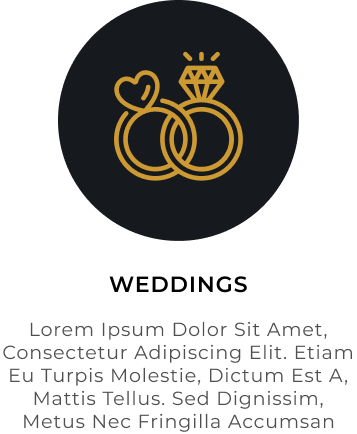 WEDDINGS
Lorem Ipsum Dolor Sit Amet,
Consectetur Adipiscing Elit. Etiam
Eu Turpis Molestie, Dictum Est A,
Mattis Tellus. Sed Dignissim,
Metus Nec Fringilla Accumsan